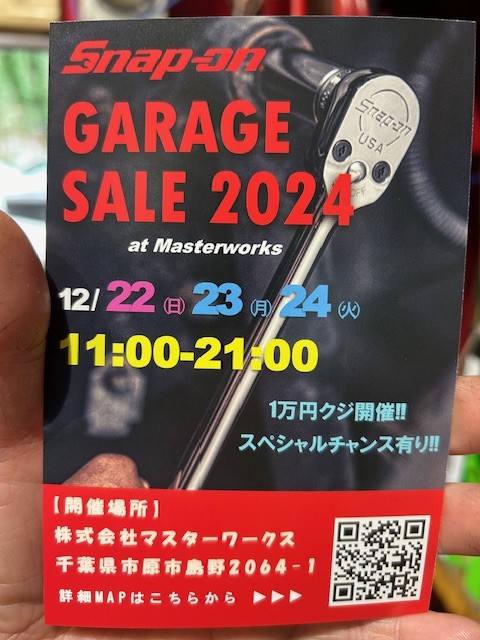 Snap-on
GARAGE
SALE 2024
at Masterworks
Snap-on
USA
12/22(日)23(月)24(火)
11:00-21:00
1万円クジ開催!!
スペシャルチャンス有り!!
【開催場所】
株式会社マスターワークス
千葉県市原市島野2064-1
詳細MAPはこちらから ▶▶▶